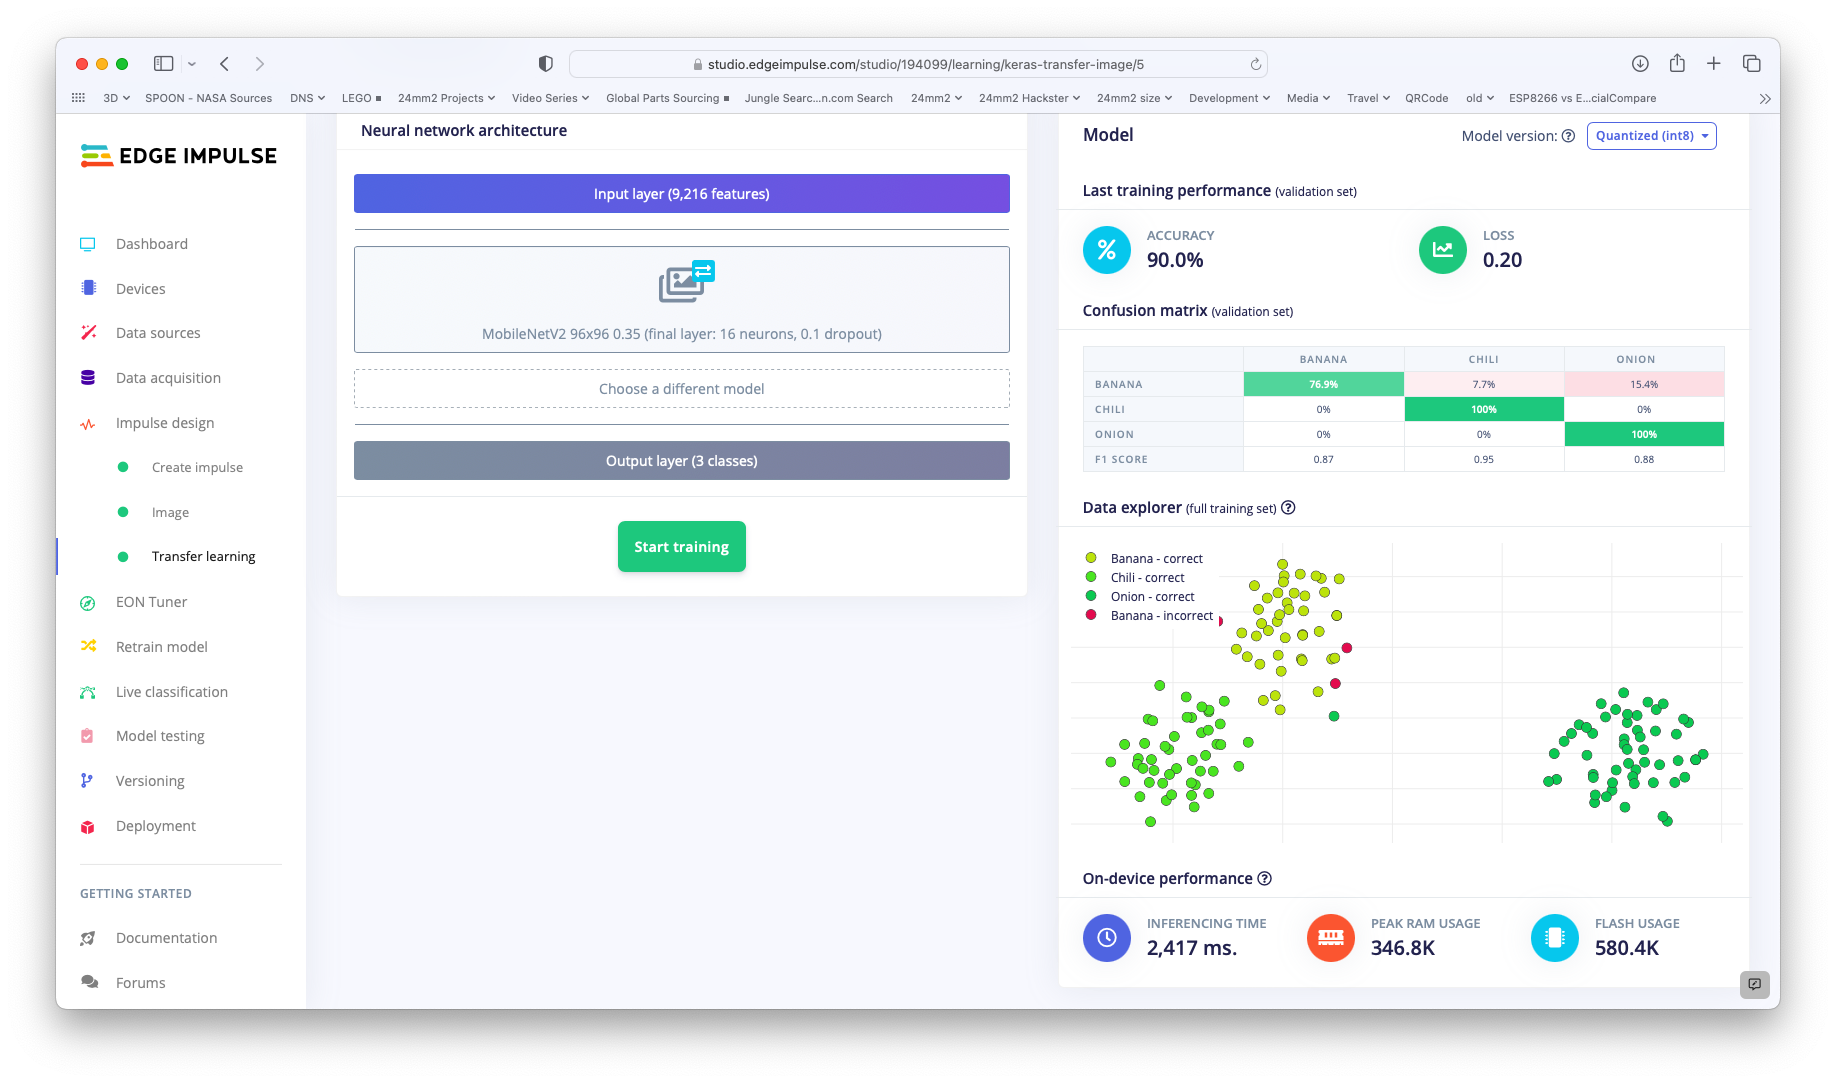 studio.edgeimpulse.com/studio/194099/learning/keras-transfer-image/5
3D SPOON - NASA Sources DNS LEGO 24mm2 Projects Video Series Global Parts Sourcing Jungle Searc...n.com Search 24mm2 24mm2 Hackster 24mm2 size Development Media Travel QRCode old ESP8266 vs E...cialCompare
EDGE IMPULSE
Dashboard
Devices
Data sources
Data acquisition
Impulse design
Create impulse
Image
Transfer learning
EON Tuner
Retrain model
Live classification
Model testing
Versioning
Deployment
GETTING STARTED
Documentation
Forums
Neural network architecture
Input layer (9,216 features)
MobileNetV2 96x96 0.35 (final layer: 16 neurons, 0.1 dropout)
Choose a different model
Output layer (3 classes)
Start training
Model
Model version: ? Quantized (int8)
Last training performance (validation set)
% ACCURACY
90.0%
LOSS
0.20
Confusion matrix (validation set)
BANANA CHILI ONION
BANANA 76.9% 7.7% 15.4%
CHILI 0% 100% 0%
ONION 0% 0% 100%
F1 SCORE 0.87 0.95 0.88
Data explorer (full training set) ?
Banana - correct
Chili - correct
Onion - correct
Banana - incorrect
On-device performance ?
INFERENCING TIME
2,417 ms.
PEAK RAM USAGE
346.8K
FLASH USAGE
580.4K